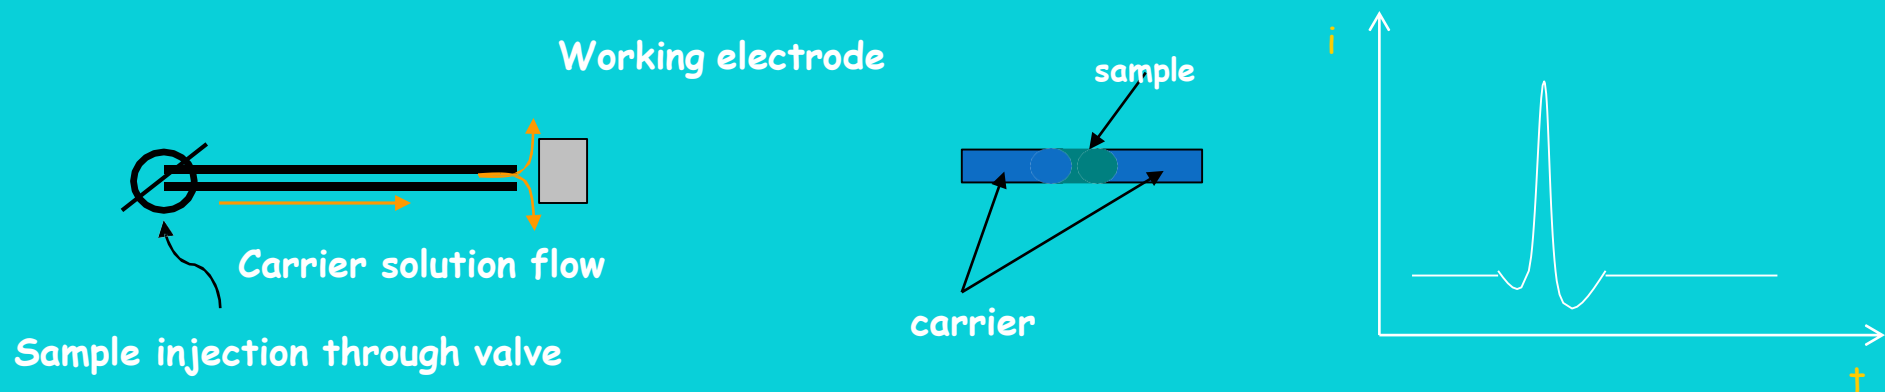 Working electrode
sample
i
Carrier solution flow
carrier
Sample injection through valve
t